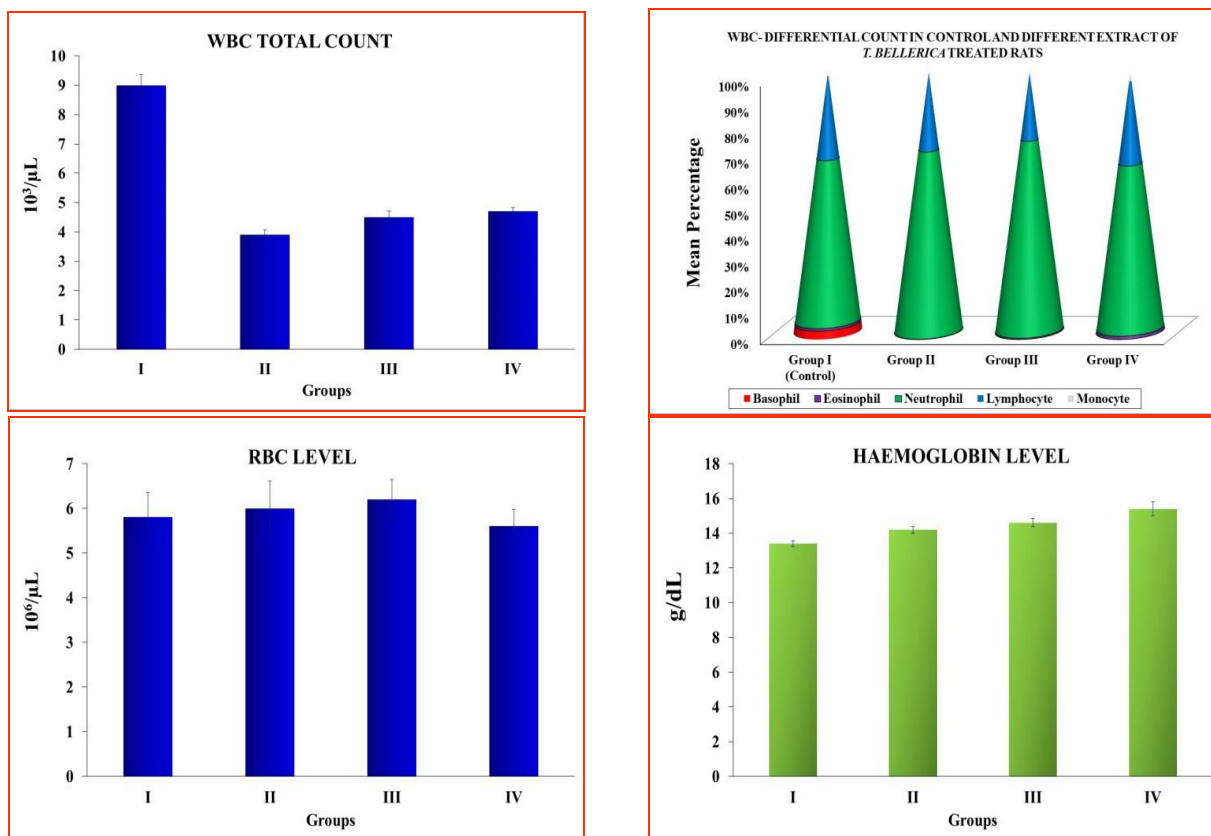 WBC TOTAL COUNT
10
9
8
7
6
5
4
3
2
1
0
10³/µL
I II III IV
Groups
WBC- DIFFERENTIAL COUNT IN CONTROL AND DIFFERENT EXTRACT OF
T. BELLERICA TREATED RATS
100%
90%
80%
70%
60%
50%
40%
30%
20%
10%
0%
Mean Percentage
Group I Group II Group III Group IV
(Control)
Basophil Eosinophil Neutrophil Lymphocyte Monocyte
RBC LEVEL
7
6
5
4
3
2
1
0
10⁶/µL
I II III IV
Groups
HAEMOGLOBIN LEVEL
18
16
14
12
10
8
6
4
2
0
g/dL
I II III IV
Groups